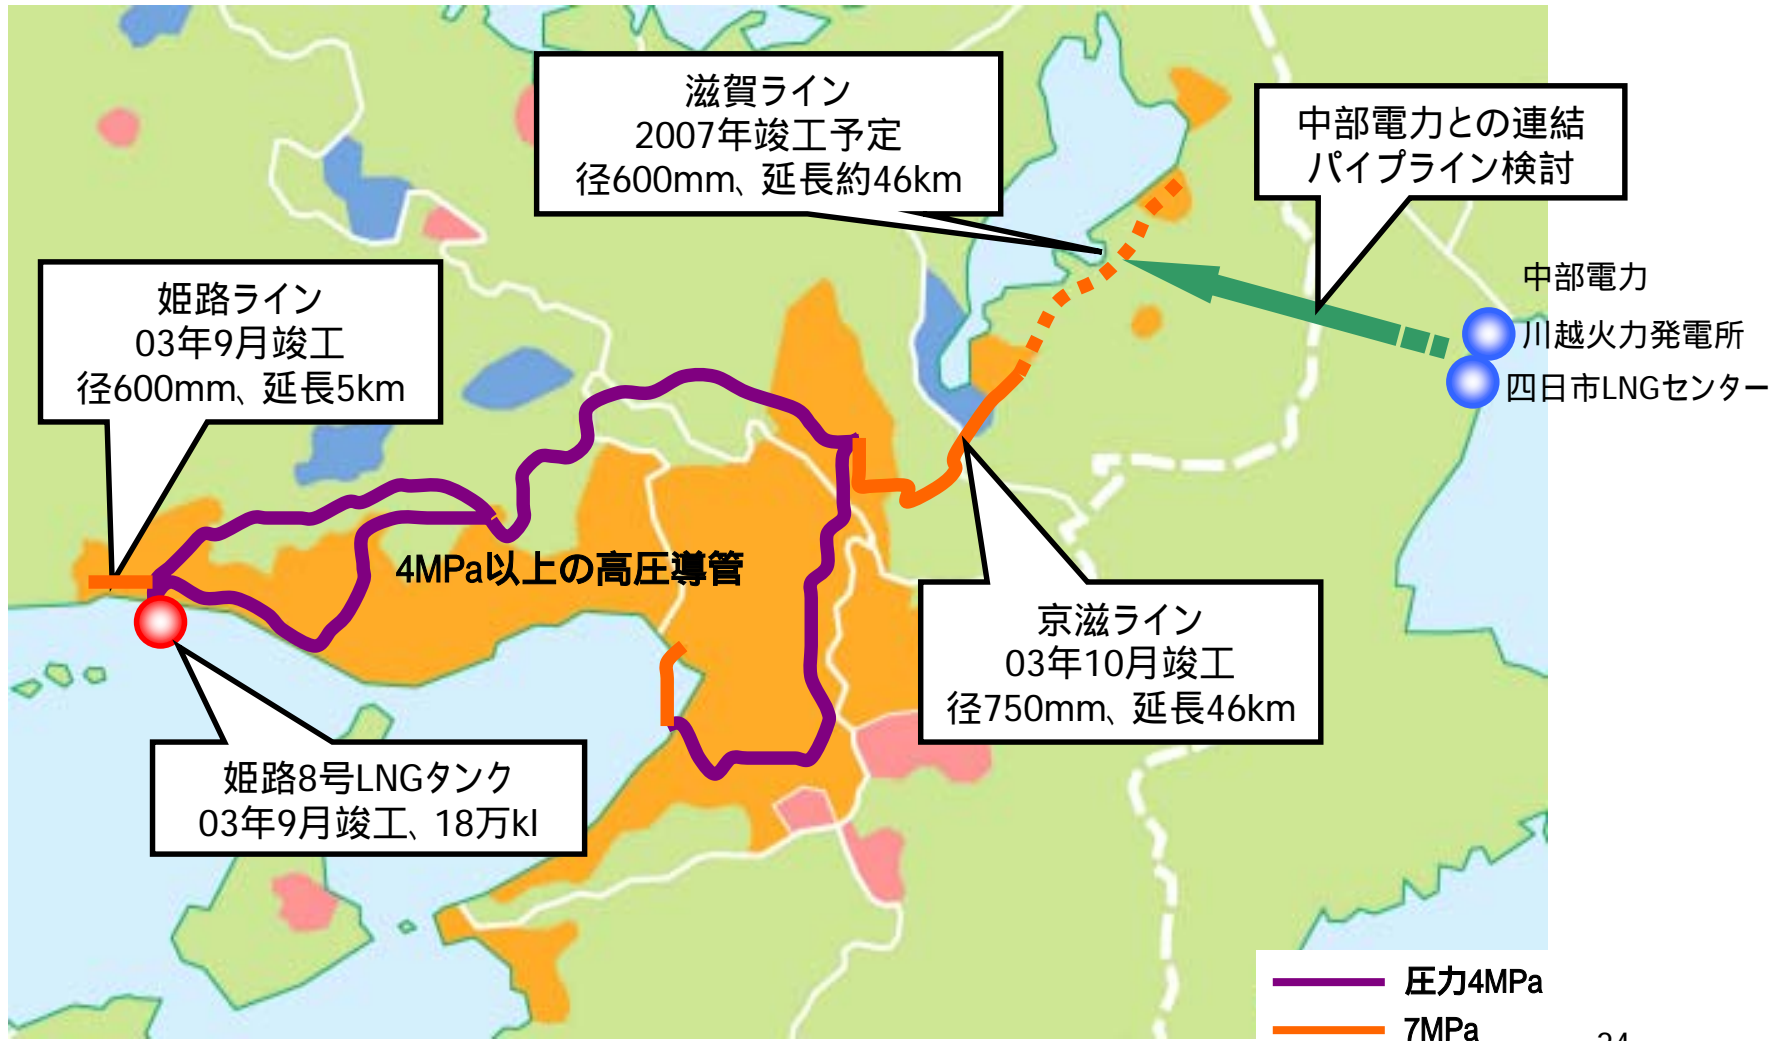 滋賀ライン
2007年竣工予定
径600mm、延長約46km
中部電力との連結
パイプライン検討
中部電力
川越火力発電所
四日市LNGセンター
姫路ライン
03年9月竣工
径600mm、延長5km
4MPa以上の高圧導管
京滋ライン
03年10月竣工
径750mm、延長46km
姫路8号LNGタンク
03年9月竣工、18万kl
圧力4MPa
7MPa